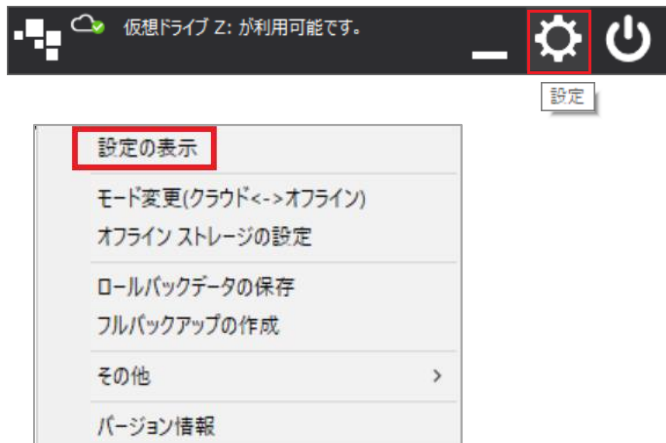 仮想ドライブ Z: が利用可能です。
設定
設定の表示
モード変更(クラウド<->オフライン)
オフライン ストレージの設定
ロールバックデータの保存
フルバックアップの作成
その他
バージョン情報